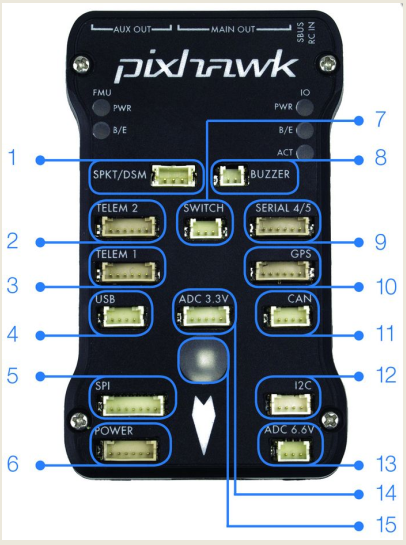 AUX OUT
MAIN OUT
SBUS
RC IN
pixhawk
FMU
IO
PWR
PWR
B/E
B/E
ACT
7
1
8
SPKT/DSM
BUZZER
TELEM 2
SWITCH
SERIAL 4/5
2
9
TELEM 1
GPS
3
10
USB
ADC 3.3V
CAN
4
11
5
12
SPI
I2C
POWER
ADC 6.6V
6
13
14
15